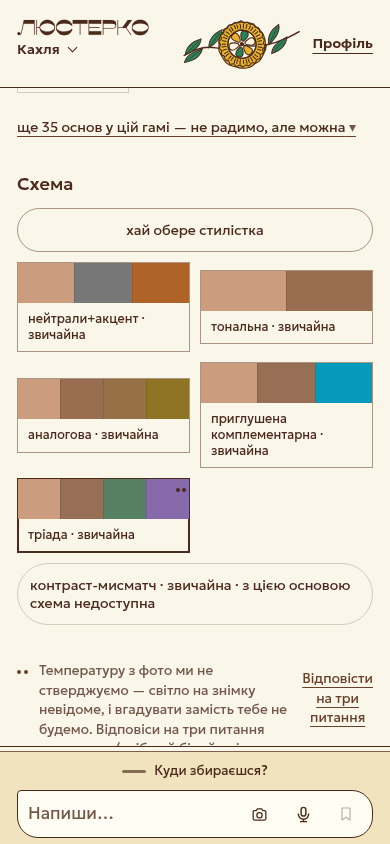 ЛЮСТЕРКО
Кахля
Профіль
ще 35 основ у цій гамі — не радимо, але можна ▾
Схема
хай обере стилістка
нейтрали+акцент ·
звичайна
тональна · звичайна
аналогова · звичайна
приглушена
комплементарна ·
звичайна
тріада · звичайна
контраст-мисматч · звичайна · з цією основою
схема недоступна
Температуру з фото ми не
стверджуємо — світло на знімку
невідоме, і вгадувати замість тебе не
будемо. Відповіси на три питання
Відповісти
на три
питання
Куди збираєшся?
Напиши…